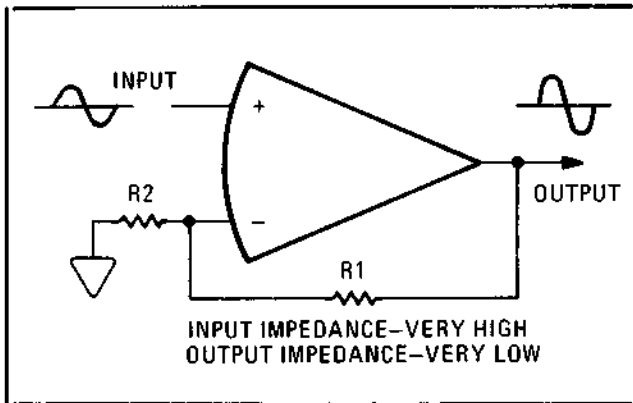 INPUT
+
R2
−
OUTPUT
R1
INPUT IMPEDANCE–VERY HIGH
OUTPUT IMPEDANCE–VERY LOW